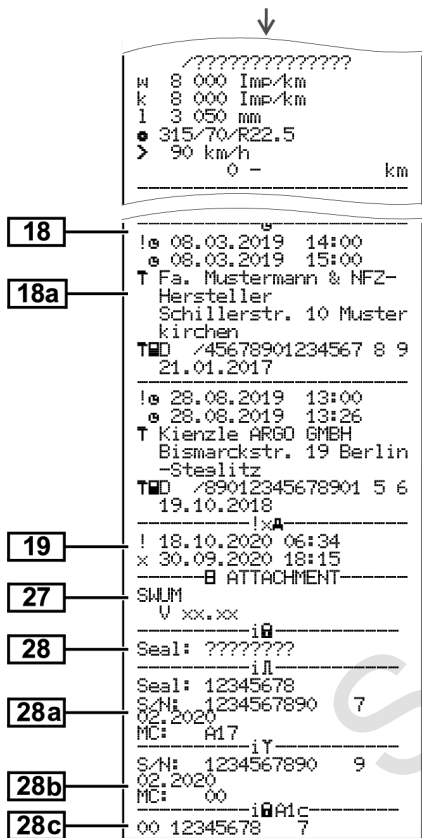 /??????????????
w 8 000 Imp/km
k 8 000 Imp/km
l 3 050 mm
315/70/R22.5
> 90 km/h
0 - km
18
! 08.03.2019 14:00
08.03.2019 15:00
18a
T Fa. Mustermann & NFZ-
Hersteller
Schillerstr. 10 Muster
kirchen
T D /45678901234567 8 9
21.01.2017
! 28.08.2019 13:00
28.08.2019 13:26
T Kienzle ARGO GMBH
Bismarckstr. 19 Berlin
-Steglitz
T D /89012345678901 5 6
19.10.2018
!x
19
! 18.10.2020 06:34
x 30.09.2020 18:15
ATTACHMENT
27
SWUM
V xx.xx
i
28
Seal: ????????
i
Seal: 12345678
28a
S/N: 1234567890 7
02.2020
MC: A17
i
S/N: 1234567890 9
28b
02.2020
MC: 00
i A1c
28c
00 12345678 7